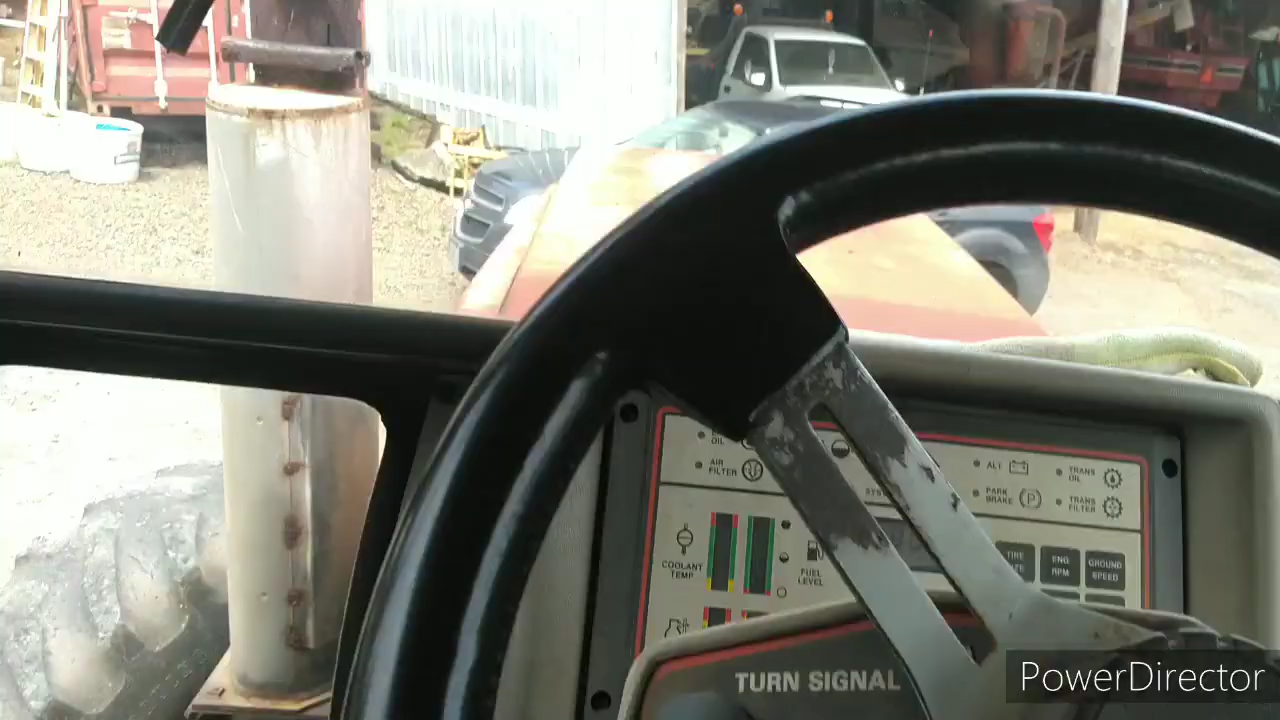 OIL
AIR
FILTER
ALT
TRANS
OIL
PARK
BRAKE
P
TRANS
FILTER
COOLANT
TEMP
FUEL
LEVEL
TIRE
ENG
RPM
GROUND
SPEED
TURN SIGNAL
PowerDirector